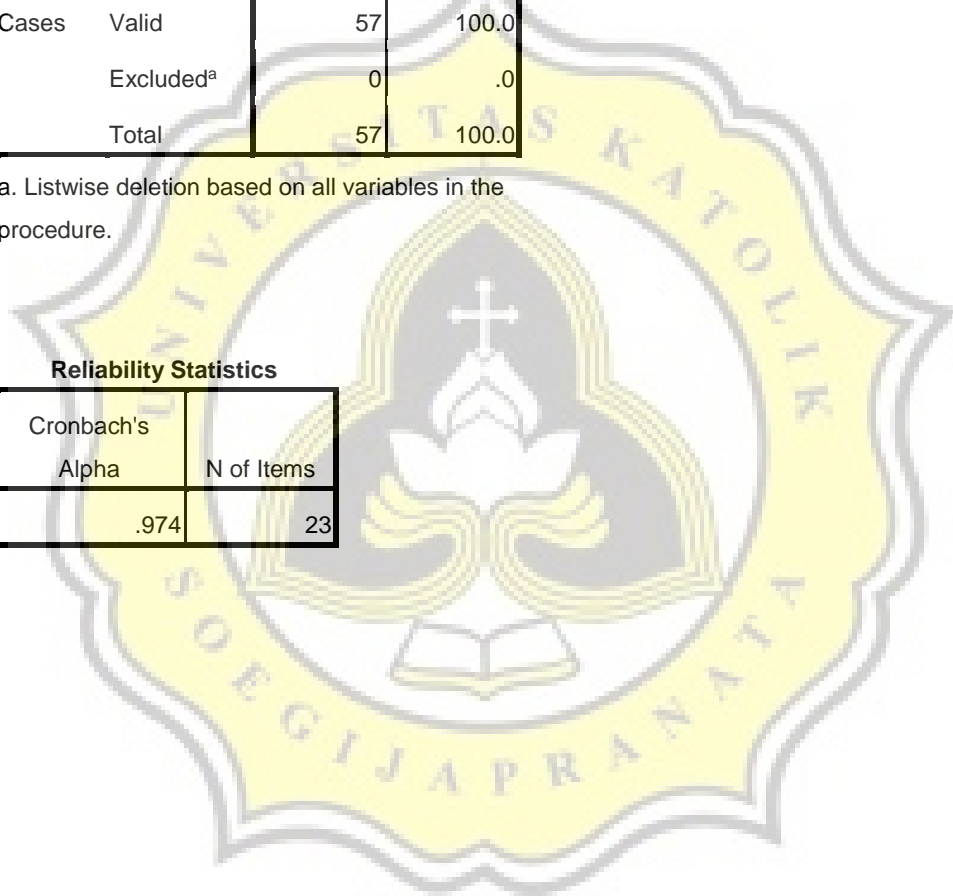 Cases Valid 57 100.0
Excludedª 0 .0
Total 57 100.0
a. Listwise deletion based on all variables in the
procedure.
Reliability Statistics
Cronbach's
Alpha N of Items
.974 23
UNIVERSITAS KATOLIK
SOEGIJAPRANATA